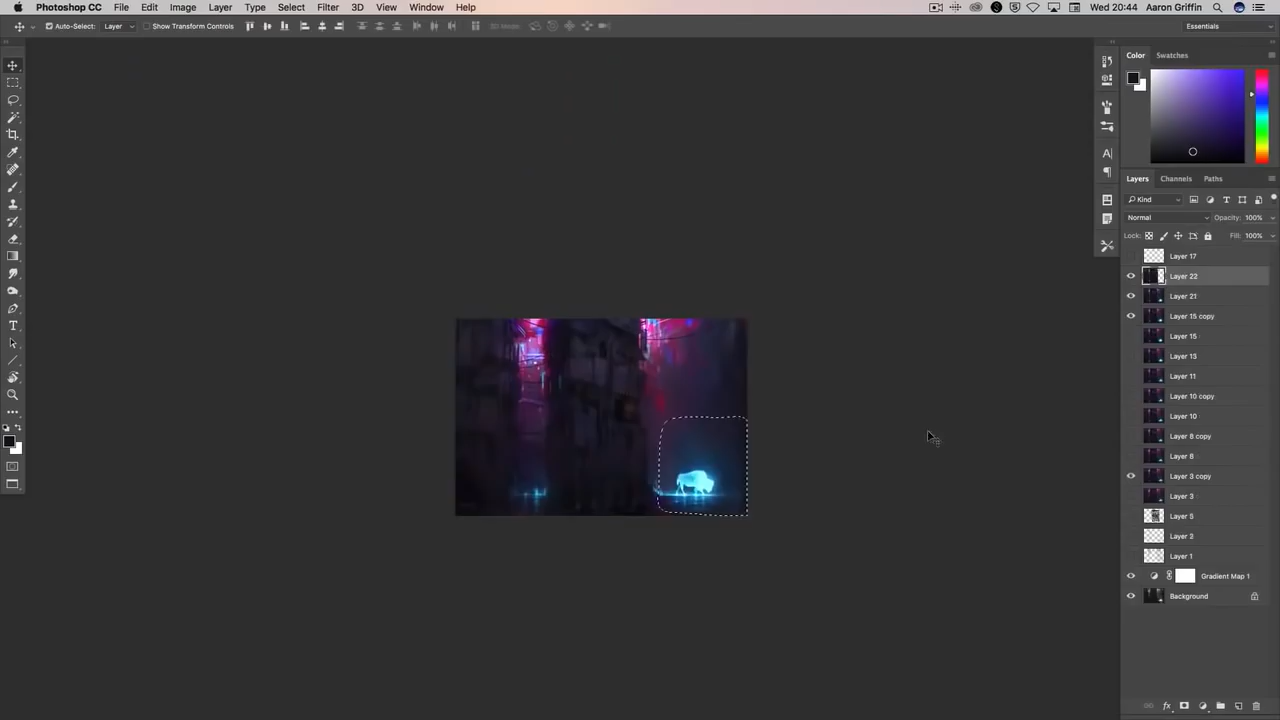 Photoshop CC File Edit Image Layer Type Select Filter 3D View Window Help Wed 20:44 Aaron Griffin
Auto-Select: Layer Show Transform Controls 3D Mode: Essentials
Color Swatches
Layers Channels Paths
Kind
Normal Opacity: 100%
Lock: Fill: 100%
Layer 17
Layer 22
Layer 21
Layer 15 copy
Layer 15
Layer 13
Layer 11
Layer 10 copy
Layer 10
Layer 8 copy
Layer 8
Layer 3 copy
Layer 3
Layer 5
Layer 2
Layer 1
Gradient Map 1
Background